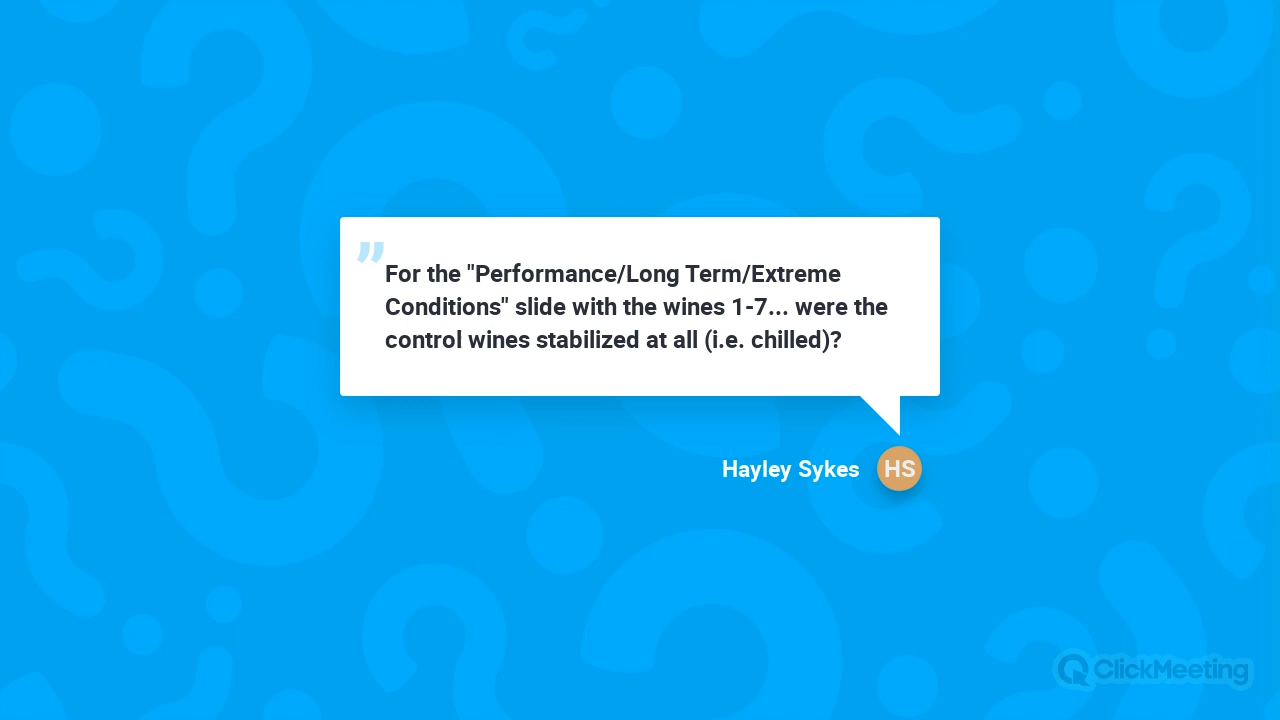 ”
For the "Performance/Long Term/Extreme
Conditions" slide with the wines 1-7... were the
control wines stabilized at all (i.e. chilled)?
Hayley Sykes HS
ClickMeeting